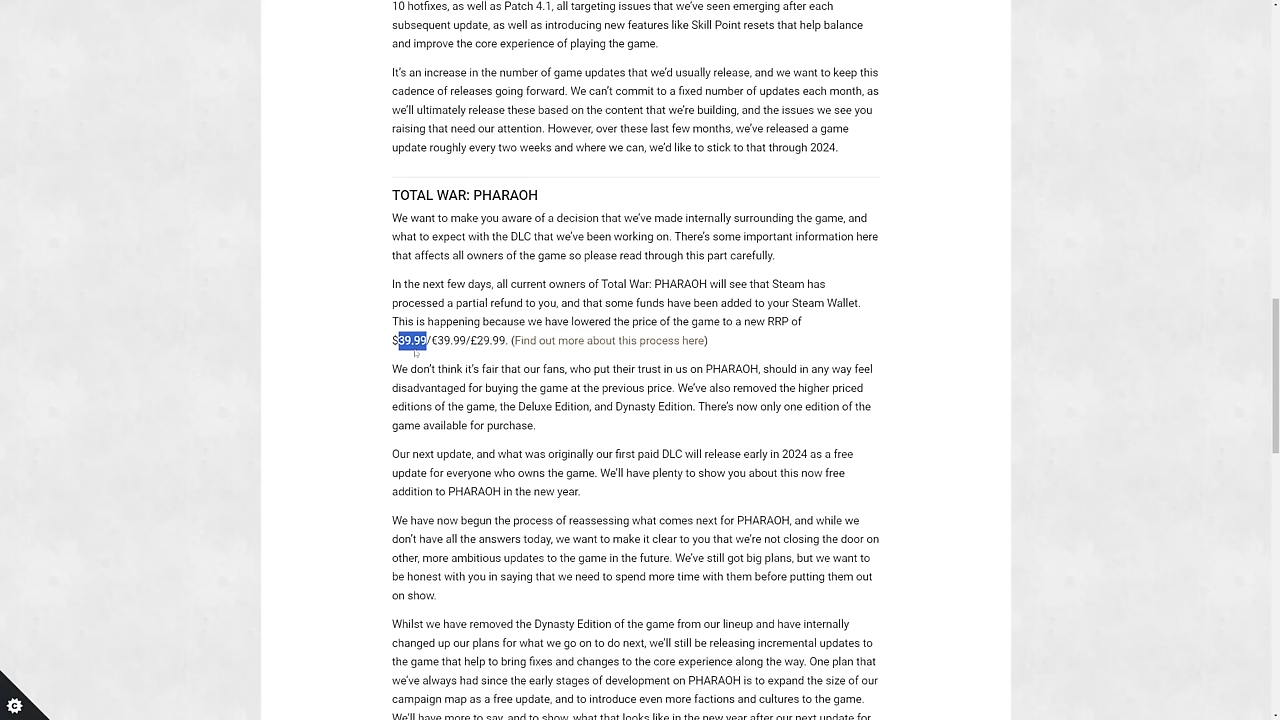 10 hotfixes, as well as Patch 4.1, all targeting issues that we've seen emerging after each
subsequent update, as well as introducing new features like Skill Point resets that help balance
and improve the core experience of playing the game.
It's an increase in the number of game updates that we'd usually release, and we want to keep this
cadence of releases going forward. We can't commit to a fixed number of updates each month, as
we'll ultimately release these based on the content that we're building, and the issues we see you
raising that need our attention. However, over these last few months, we've released a game
update roughly every two weeks and where we can, we'd like to stick to that through 2024.
TOTAL WAR: PHARAOH
We want to make you aware of a decision that we've made internally surrounding the game, and
what to expect with the DLC that we've been working on. There's some important information here
that affects all owners of the game so please read through this part carefully.
In the next few days, all current owners of Total War: PHARAOH will see that Steam has
processed a partial refund to you, and that some funds have been added to your Steam Wallet.
This is happening because we have lowered the price of the game to a new RRP of
$39.99/€39.99/£29.99. (Find out more about this process here)
We don't think it's fair that our fans, who put their trust in us on PHARAOH, should in any way feel
disadvantaged for buying the game at the previous price. We've also removed the higher priced
editions of the game, the Deluxe Edition, and Dynasty Edition. There's now only one edition of the
game available for purchase.
Our next update, and what was originally our first paid DLC will release early in 2024 as a free
update for everyone who owns the game. We'll have plenty to show you about this now free
addition to PHARAOH in the new year.
We have now begun the process of reassessing what comes next for PHARAOH, and while we
don't have all the answers today, we want to make it clear to you that we're not closing the door on
other, more ambitious updates to the game in the future. We've still got big plans, but we want to
be honest with you in saying that we need to spend more time with them before putting them out
on show.
Whilst we have removed the Dynasty Edition of the game from our lineup and have internally
changed up our plans for what we go on to do next, we'll still be releasing incremental updates to
the game that help to bring fixes and changes to the core experience along the way. One plan that
we've always had since the early stages of development on PHARAOH is to expand the size of our
campaign map as a free update, and to introduce even more factions and cultures to the game.
We'll have more to say, and to show, what that looks like in the new year after our next update for